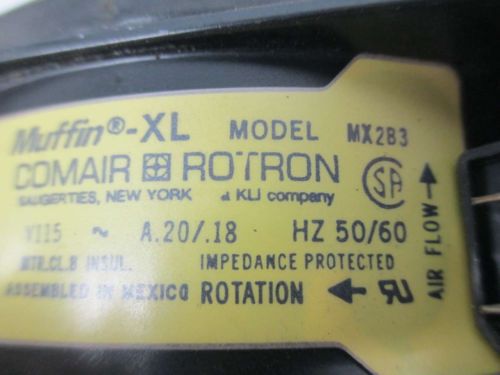 Muffin®-XL MODEL MX2B3
COMAIR ROTRON
SAUGERTIES, NEW YORK a KLI company
V115 ~ A.20/.18 HZ 50/60
MTR.CL.B INSUL. IMPEDANCE PROTECTED
ASSEMBLED IN MEXICO ROTATION
AIR FLOW